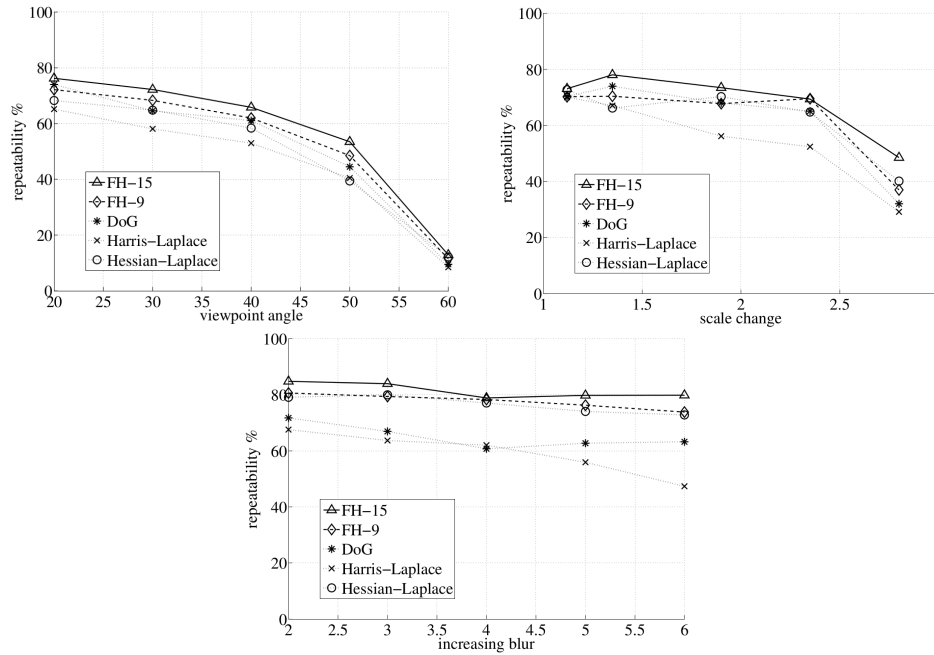 100
80
60
40
20
0
repeatability %
FH−15
FH−9
DoG
Harris−Laplace
Hessian−Laplace
20 25 30 35 40 45 50 55 60
viewpoint angle
100
80
60
40
20
0
repeatability %
FH−15
FH−9
DoG
Harris−Laplace
Hessian−Laplace
1 1.5 2 2.5
scale change
100
80
60
40
20
0
repeatability %
FH−15
FH−9
DoG
Harris−Laplace
Hessian−Laplace
2 2.5 3 3.5 4 4.5 5 5.5 6
increasing blur